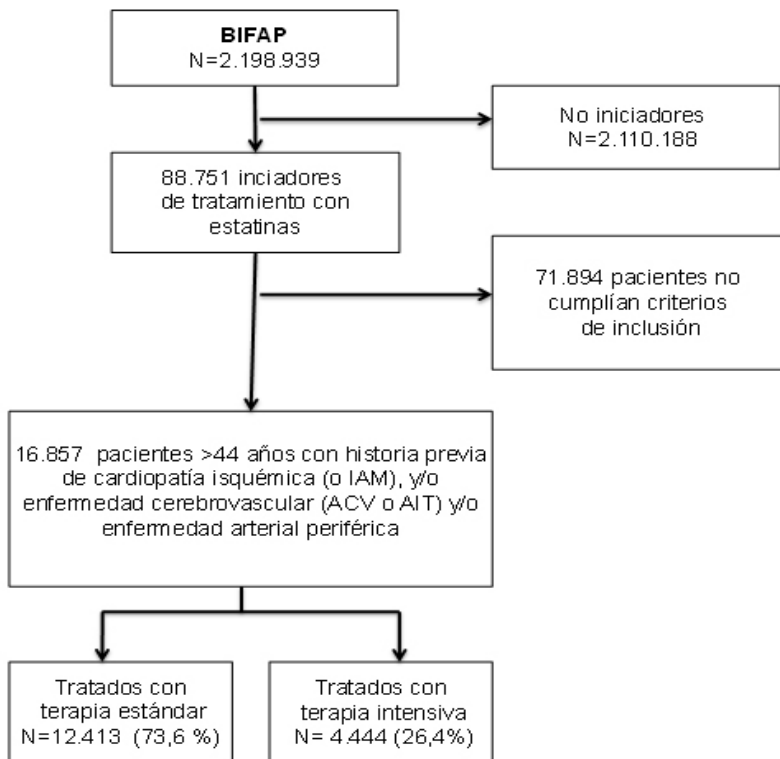 BIFAP
N=2.198.939
No iniciadores
N=2.110.188
88.751 inciadores
de tratamiento con
estatinas
71.894 pacientes no
cumplían criterios
de inclusión
16.857 pacientes >44 años con historia previa
de cardiopatía isquémica (o IAM), y/o
enfermedad cerebrovascular (ACV o AIT) y/o
enfermedad arterial periférica
Tratados con
terapia estándar
N=12.413 (73,6 %)
Tratados con
terapia intensiva
N= 4.444 (26,4%)